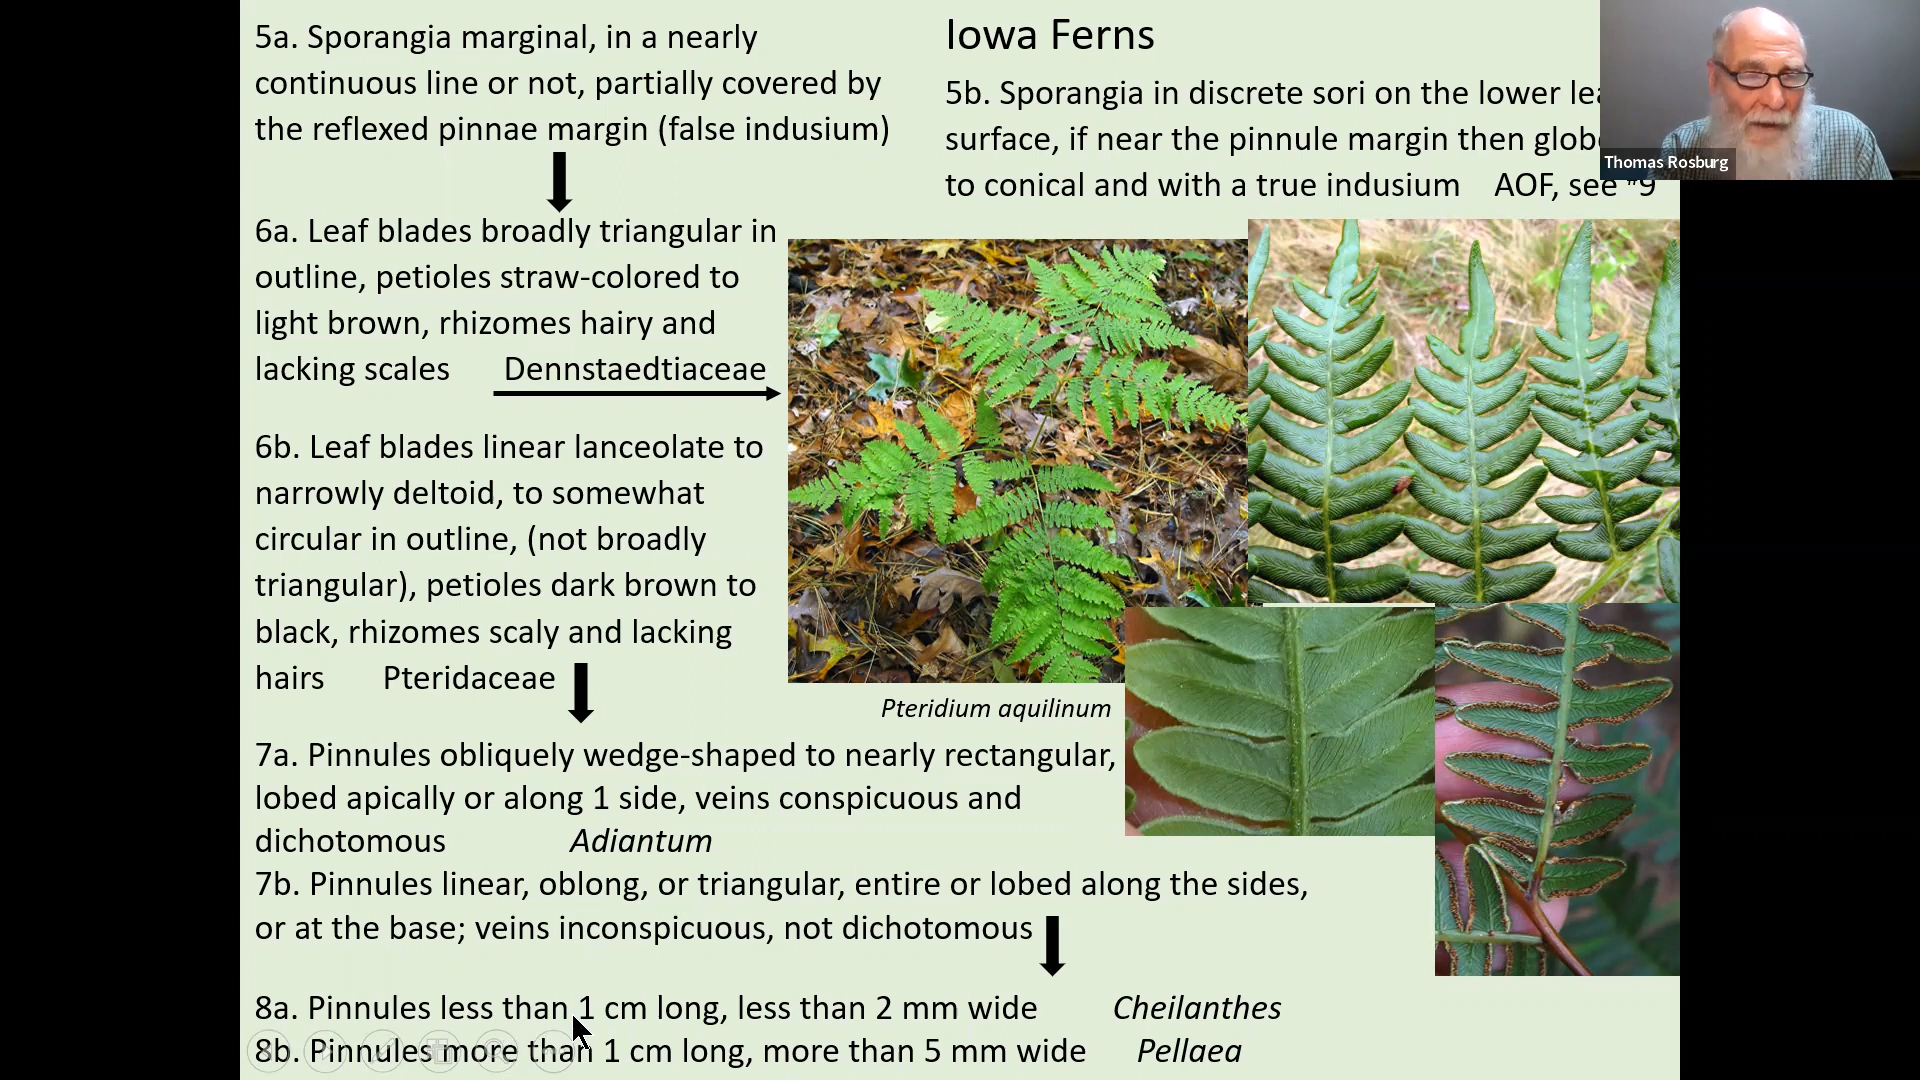 5a. Sporangia marginal, in a nearly
continuous line or not, partially covered by
the reflexed pinnae margin (false indusium)
6a. Leaf blades broadly triangular in
outline, petioles straw-colored to
light brown, rhizomes hairy and
lacking scales Dennstaedtiaceae
6b. Leaf blades linear lanceolate to
narrowly deltoid, to somewhat
circular in outline, (not broadly
triangular), petioles dark brown to
black, rhizomes scaly and lacking
hairs Pteridaceae
7a. Pinnules obliquely wedge-shaped to nearly rectangular,
lobed apically or along 1 side, veins conspicuous and
dichotomous Adiantum
7b. Pinnules linear, oblong, or triangular, entire or lobed along the sides,
or at the base; veins inconspicuous, not dichotomous
8a. Pinnules less than 1 cm long, less than 2 mm wide Cheilanthes
8b. Pinnules more than 1 cm long, more than 5 mm wide Pellaea
Iowa Ferns
5b. Sporangia in discrete sori on the lower
surface, if near the pinnule margin then
to conical and with a true indusium AOF, see #9
Pteridium aquilinum
Thomas Rosburg